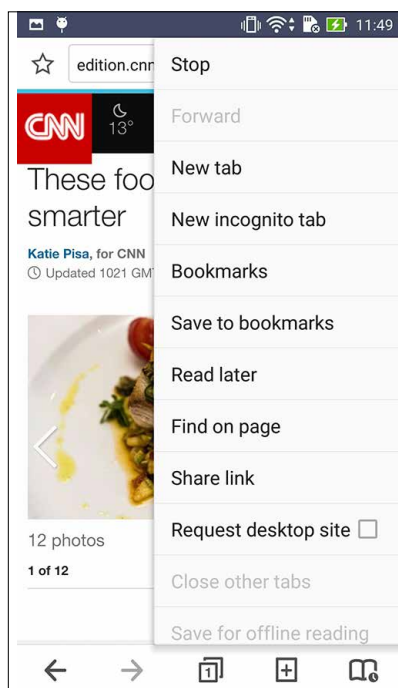 11:49
edition.cnn
Stop
Forward
New tab
New incognito tab
Bookmarks
Save to bookmarks
Read later
Find on page
Share link
Request desktop site
Close other tabs
Save for offline reading
CNN
13°
These foo
smarter
Katie Pisa, for CNN
Updated 1021 GM
12 photos
1 of 12
1